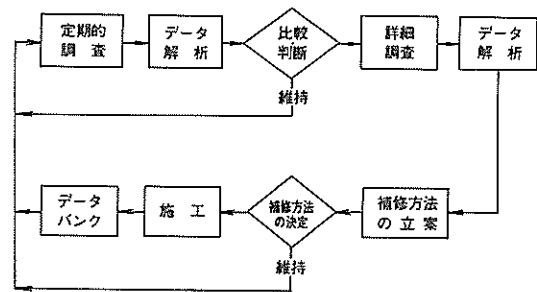 定期的
調査
データ
解析
比較
判断
詳細
調査
データ
解析
維持
データ
バンク
施工
補修方法
の決定
補修方法
の立案
維持